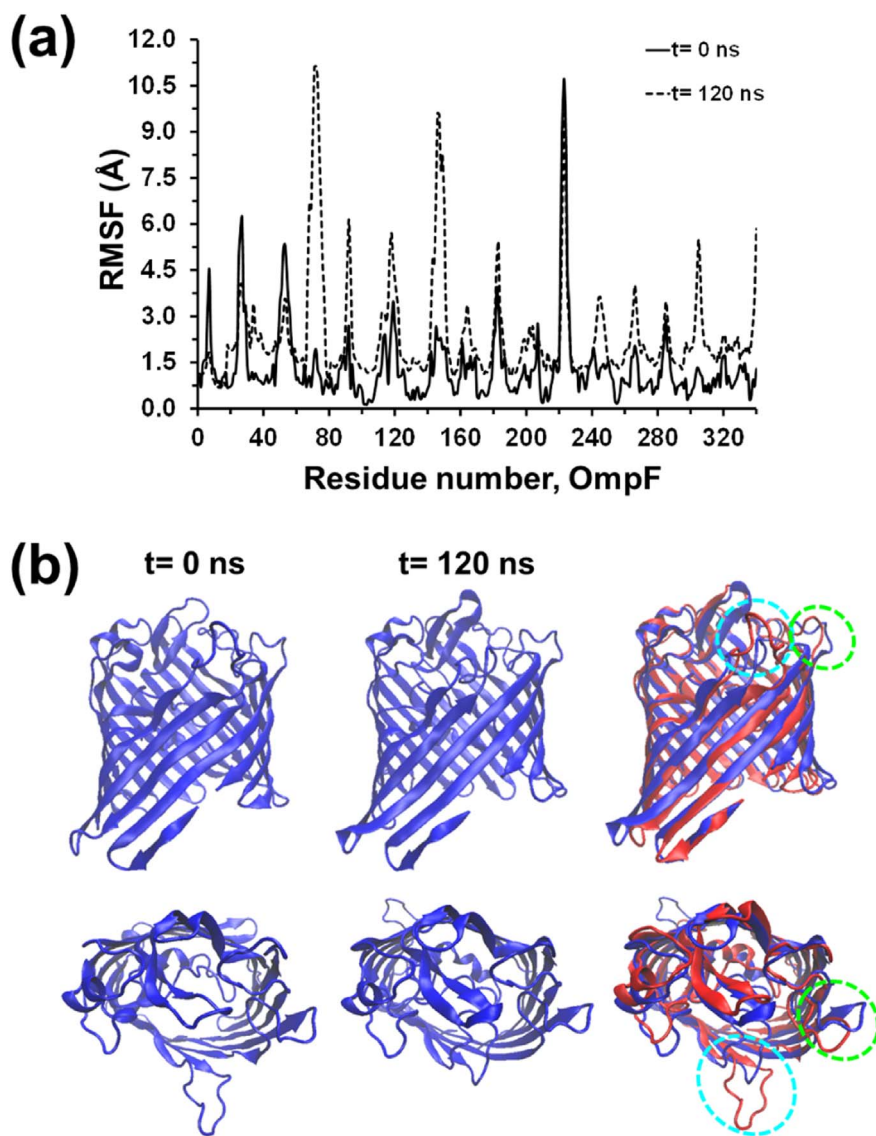 (a)
12.0
10.5
9.0
7.5
6.0
4.5
3.0
1.5
0.0
RMSF (Å)
t= 0 ns
t= 120 ns
0 40 80 120 160 200 240 280 320
Residue number, OmpF
(b)
t= 0 ns t= 120 ns